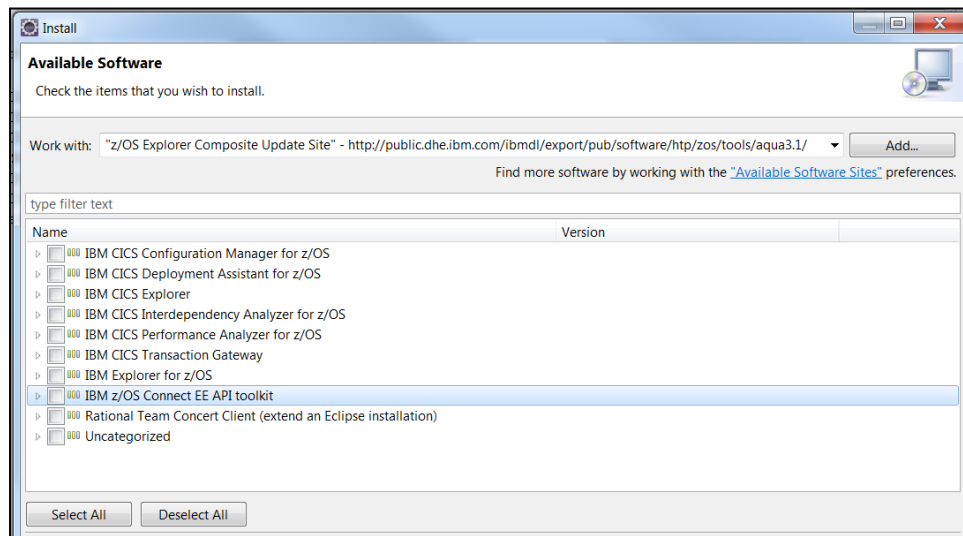 Install
Available Software
Check the items that you wish to install.
Work with: "z/OS Explorer Composite Update Site" - http://public.dhe.ibm.com/ibmdl/export/pub/software/htp/zos/tools/aqua3.1/ Add...
Find more software by working with the "Available Software Sites" preferences.
type filter text
Name Version
IBM CICS Configuration Manager for z/OS
IBM CICS Deployment Assistant for z/OS
IBM CICS Explorer
IBM CICS Interdependency Analyzer for z/OS
IBM CICS Performance Analyzer for z/OS
IBM CICS Transaction Gateway
IBM Explorer for z/OS
IBM z/OS Connect EE API toolkit
Rational Team Concert Client (extend an Eclipse installation)
Uncategorized
Select All Deselect All